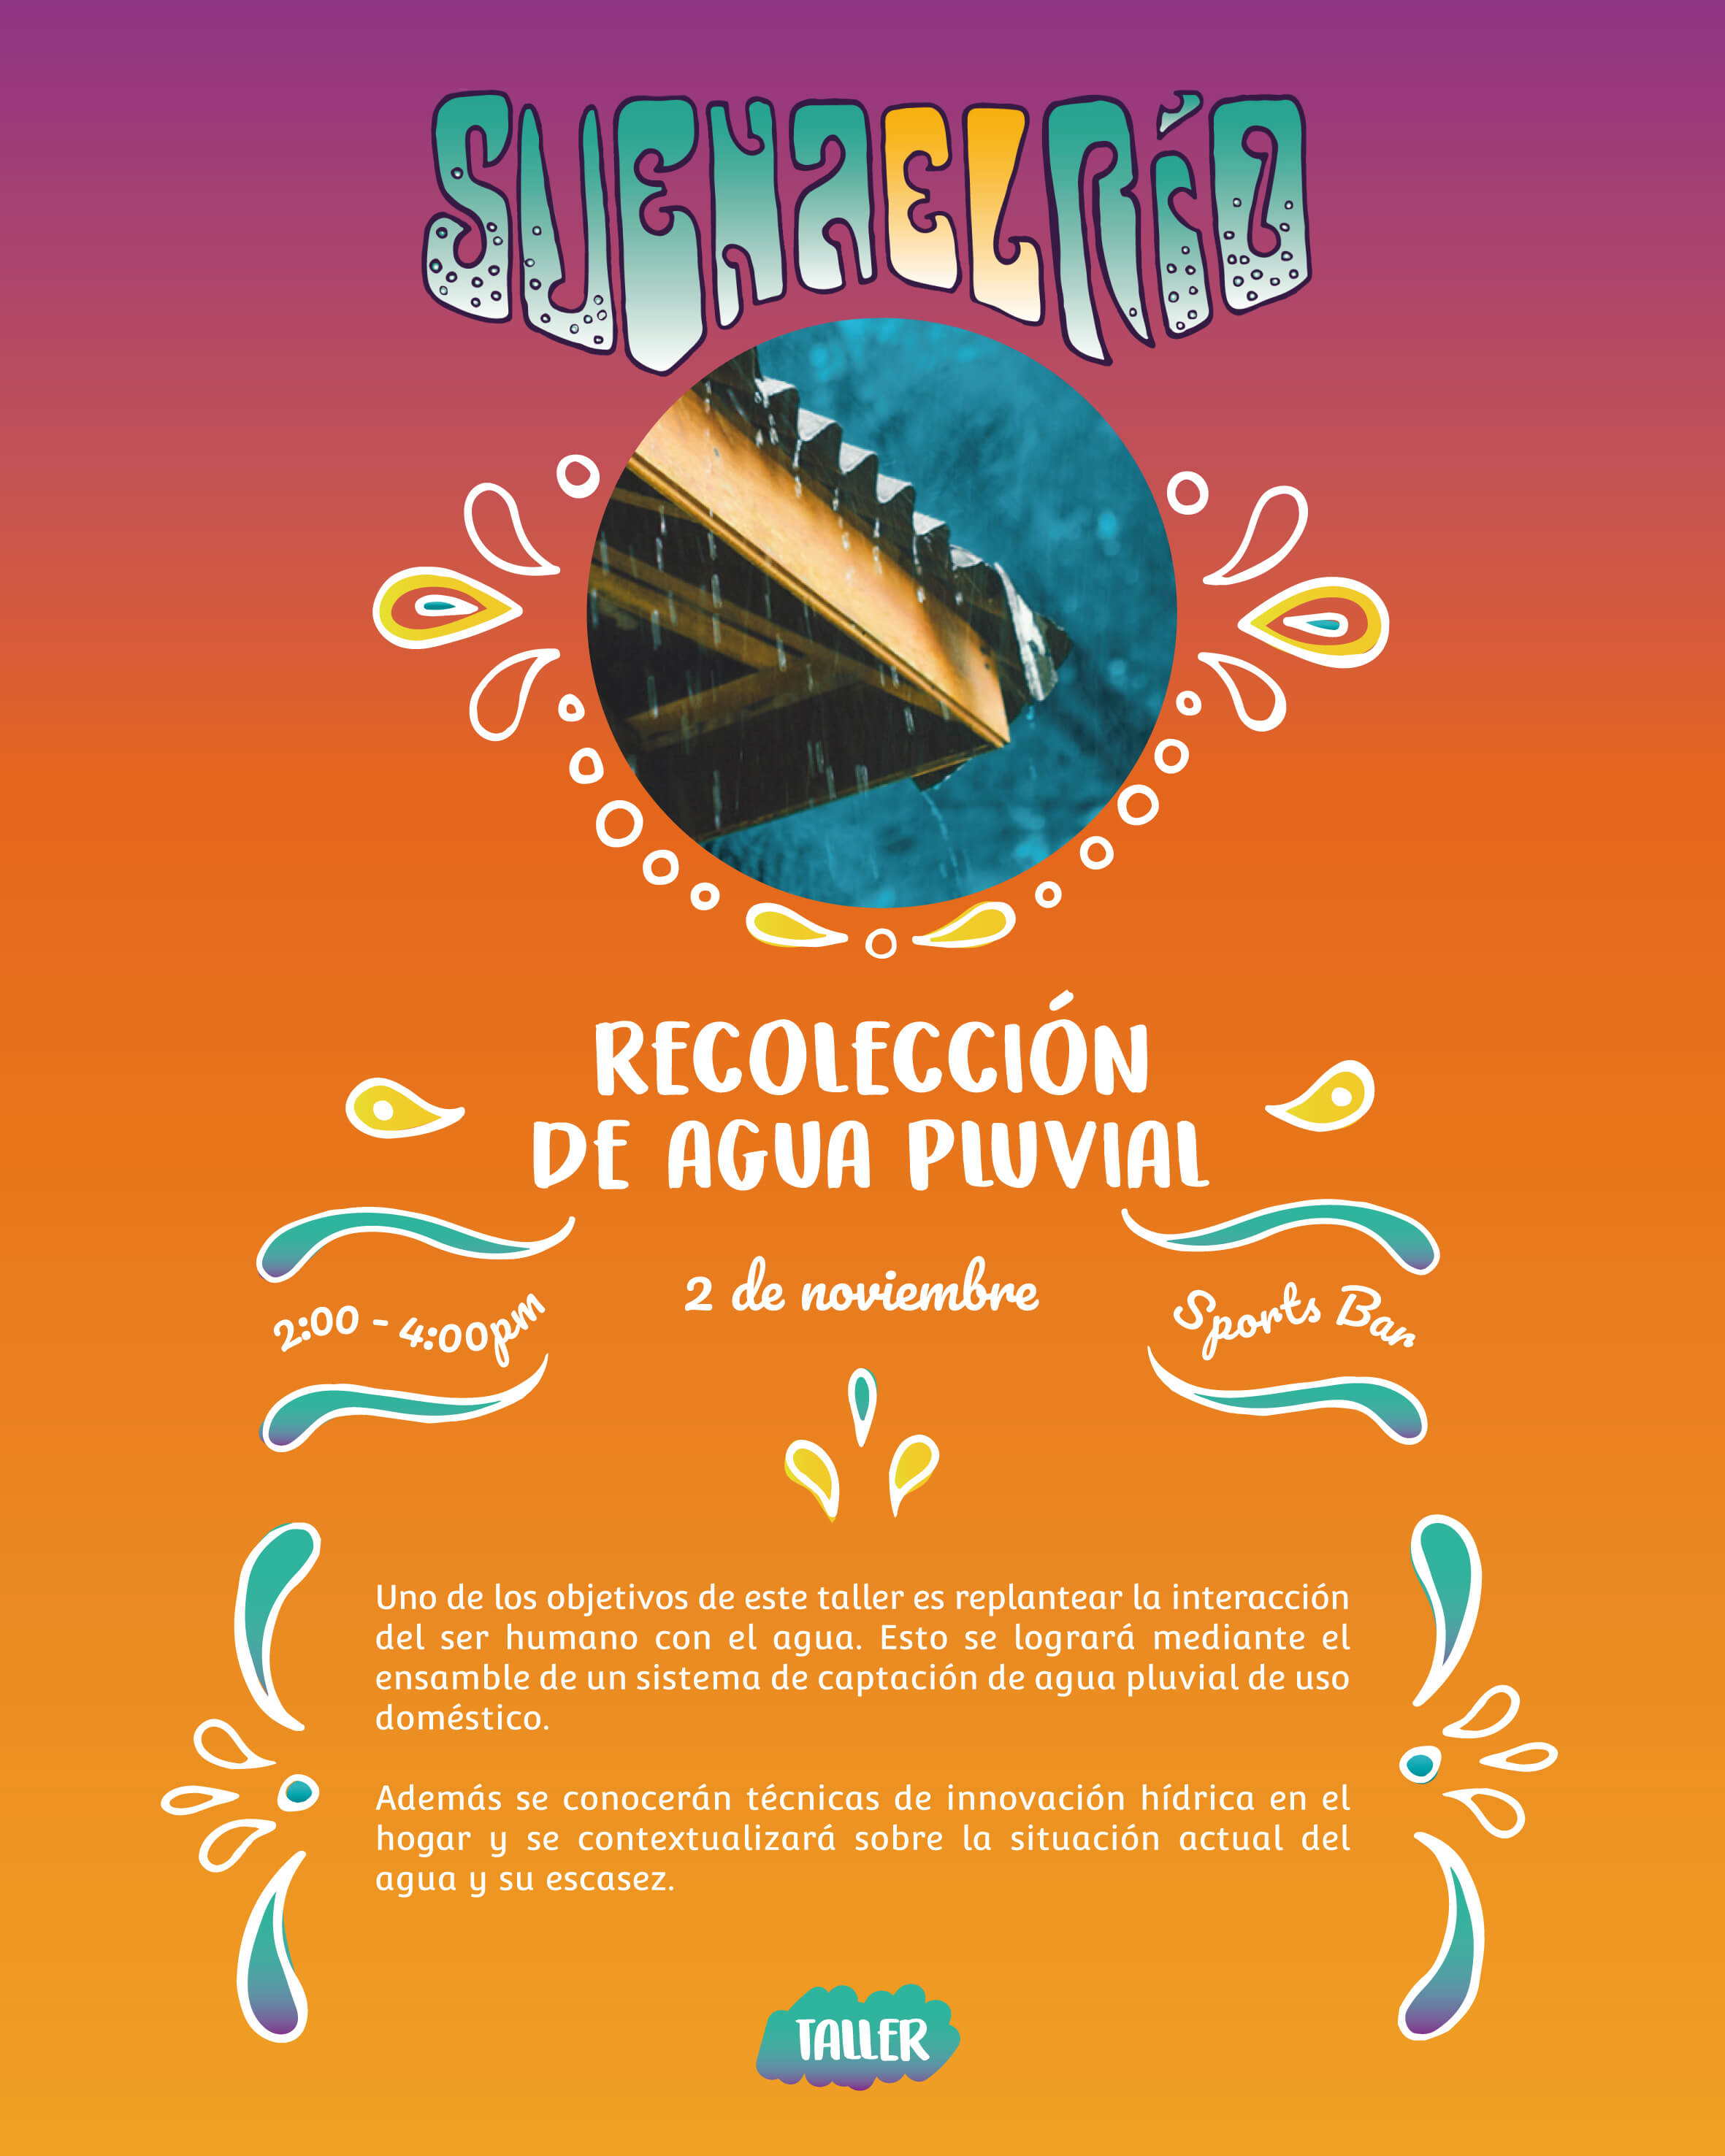 SUENA EL RÍO
RECOLECCIÓN
DE AGUA PLUVIAL
2 de noviembre
2:00 - 4:00pm
Sports Bar
Uno de los objetivos de este taller es replantear la interacción
del ser humano con el agua. Esto se logrará mediante el
ensamble de un sistema de captación de agua pluvial de uso
doméstico.
Además se conocerán técnicas de innovación hídrica en el
hogar y se contextualizará sobre la situación actual del
agua y su escasez.
TALLER